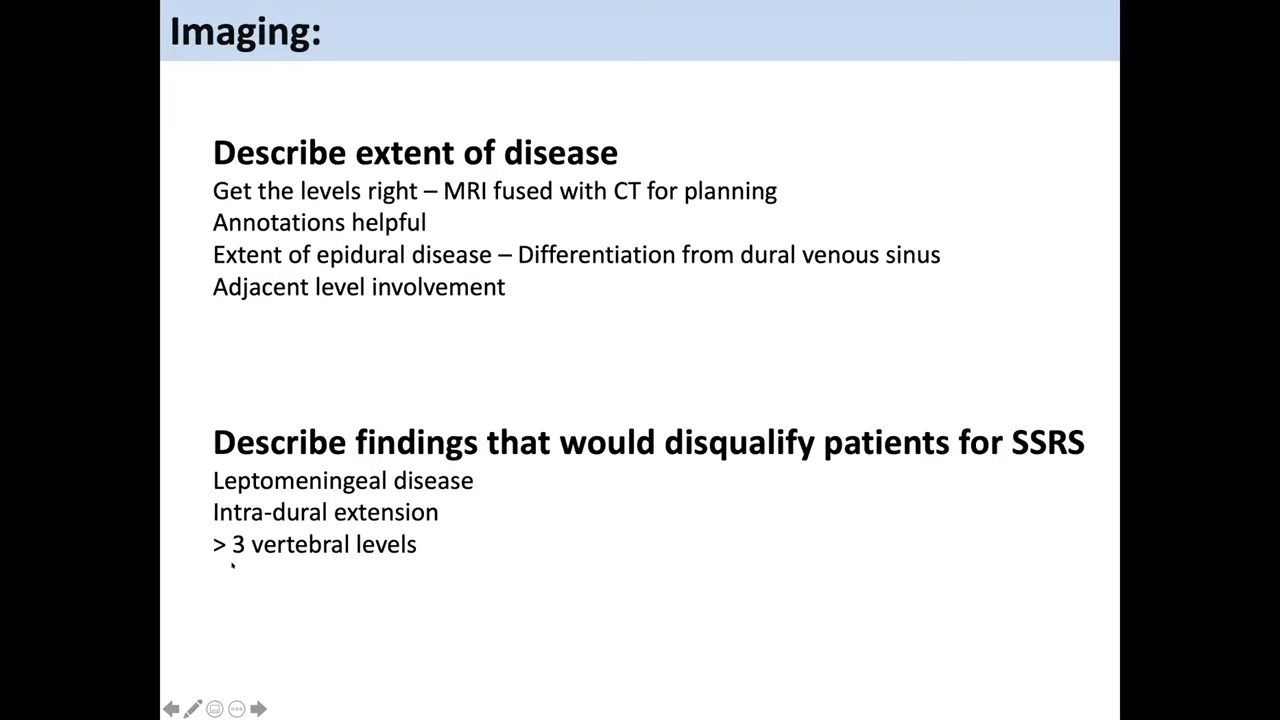 Imaging:
Describe extent of disease
Get the levels right – MRI fused with CT for planning
Annotations helpful
Extent of epidural disease – Differentiation from dural venous sinus
Adjacent level involvement
Describe findings that would disqualify patients for SSRS
Leptomeningeal disease
Intra-dural extension
> 3 vertebral levels